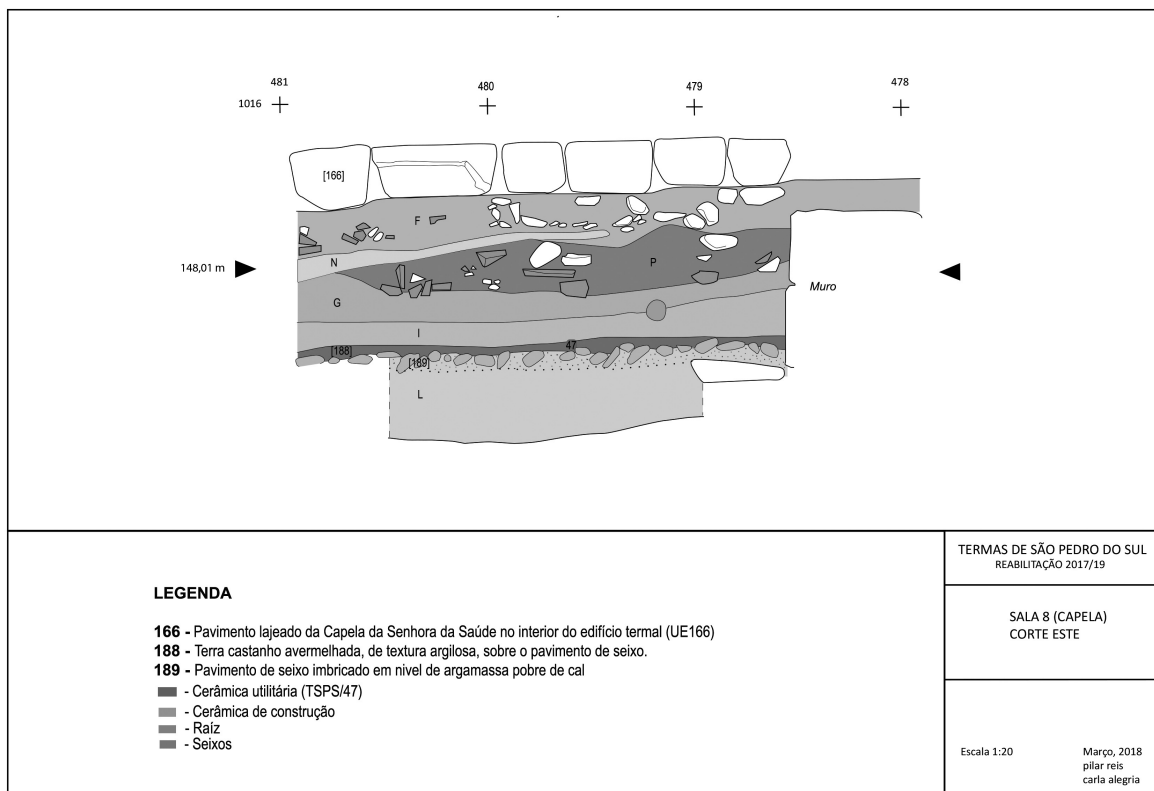 481
480
479
478
1016
[166]
F
N
148,01 m
P
G
Muro
I
[188]
47
[189]
L
LEGENDA
166 - Pavimento lajeado da Capela da Senhora da Saúde no interior do edifício termal (UE166)
188 - Terra castanho avermelhada, de textura argilosa, sobre o pavimento de seixo.
189 - Pavimento de seixo imbricado em nivel de argamassa pobre de cal
- Cerâmica utilitária (TSPS/47)
- Cerâmica de construção
- Raíz
- Seixos
TERMAS DE SÃO PEDRO DO SUL
REABILITAÇÃO 2017/19
SALA 8 (CAPELA)
CORTE ESTE
Escala 1:20
Março, 2018
pilar reis
carla alegria